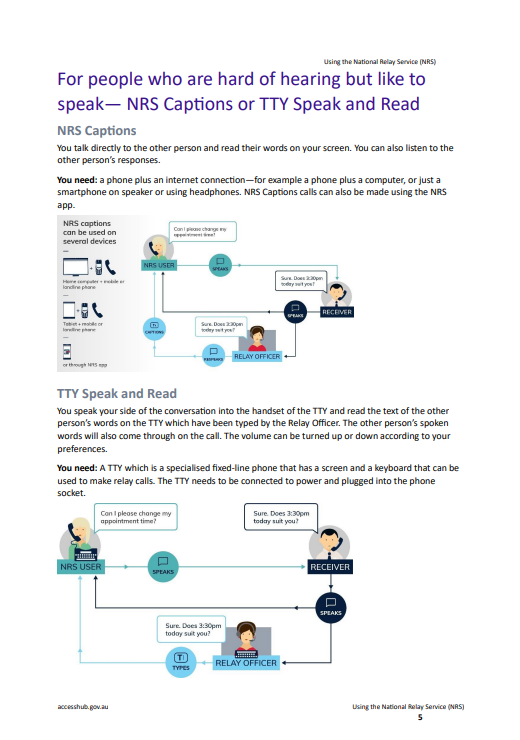 Using the National Relay Service (NRS)
For people who are hard of hearing but like to
speak— NRS Captions or TTY Speak and Read
NRS Captions
You talk directly to the other person and read their words on your screen. You can also listen to the
other person's responses.
You need: a phone plus an internet connection—for example a phone plus a computer, or just a
smartphone on speaker or using headphones. NRS Captions calls can also be made using the NRS
app.
NRS captions
can be used on
several devices
Home computer + mobile or
landline phone
Tablet + mobile or
landline phone
or through NRS app
Can I please change my
appointment time?
NRS USER
SPEAKS
Sure. Does 3:30pm
today suit you?
RECEIVER
SPEAKS
Sure. Does 3:30pm
today suit you?
CAPTIONS
RESPEAKS
RELAY OFFICER
TTY Speak and Read
You speak your side of the conversation into the handset of the TTY and read the text of the other
person's words on the TTY which have been typed by the Relay Officer. The other person's spoken
words will also come through on the call. The volume can be turned up or down according to your
preferences.
You need: A TTY which is a specialised fixed-line phone that has a screen and a keyboard that can be
used to make relay calls. The TTY needs to be connected to power and plugged into the phone
socket.
Can I please change my
appointment time?
Sure. Does 3:30pm
today suit you?
NRS USER
SPEAKS
RECEIVER
SPEAKS
Sure. Does 3:30pm
today suit you?
TYPES
RELAY OFFICER
accesshub.gov.au
Using the National Relay Service (NRS)
5